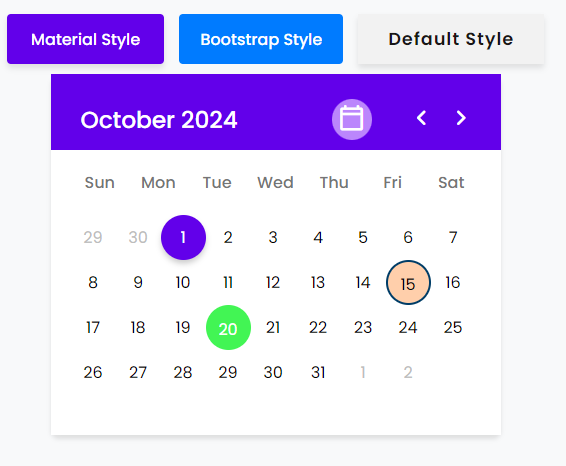 Material Style Bootstrap Style Default Style
October 2024
Sun Mon Tue Wed Thu Fri Sat
29 30 1 2 3 4 5 6 7
8 9 10 11 12 13 14 15 16
17 18 19 20 21 22 23 24 25
26 27 28 29 30 31 1 2